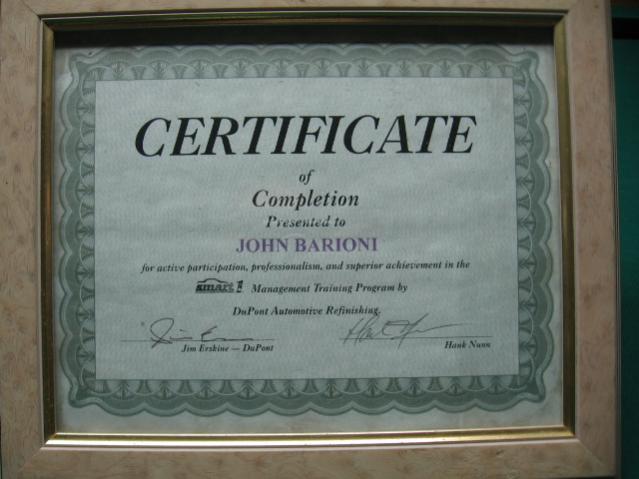 CERTIFICATE
of
Completion
Presented to
JOHN BARIONI
for active participation, professionalism, and superior achievement in the
smart 1 Management Training Program by
DuPont Automotive Refinishing.
Jim Erskine — DuPont
Hank Nunn